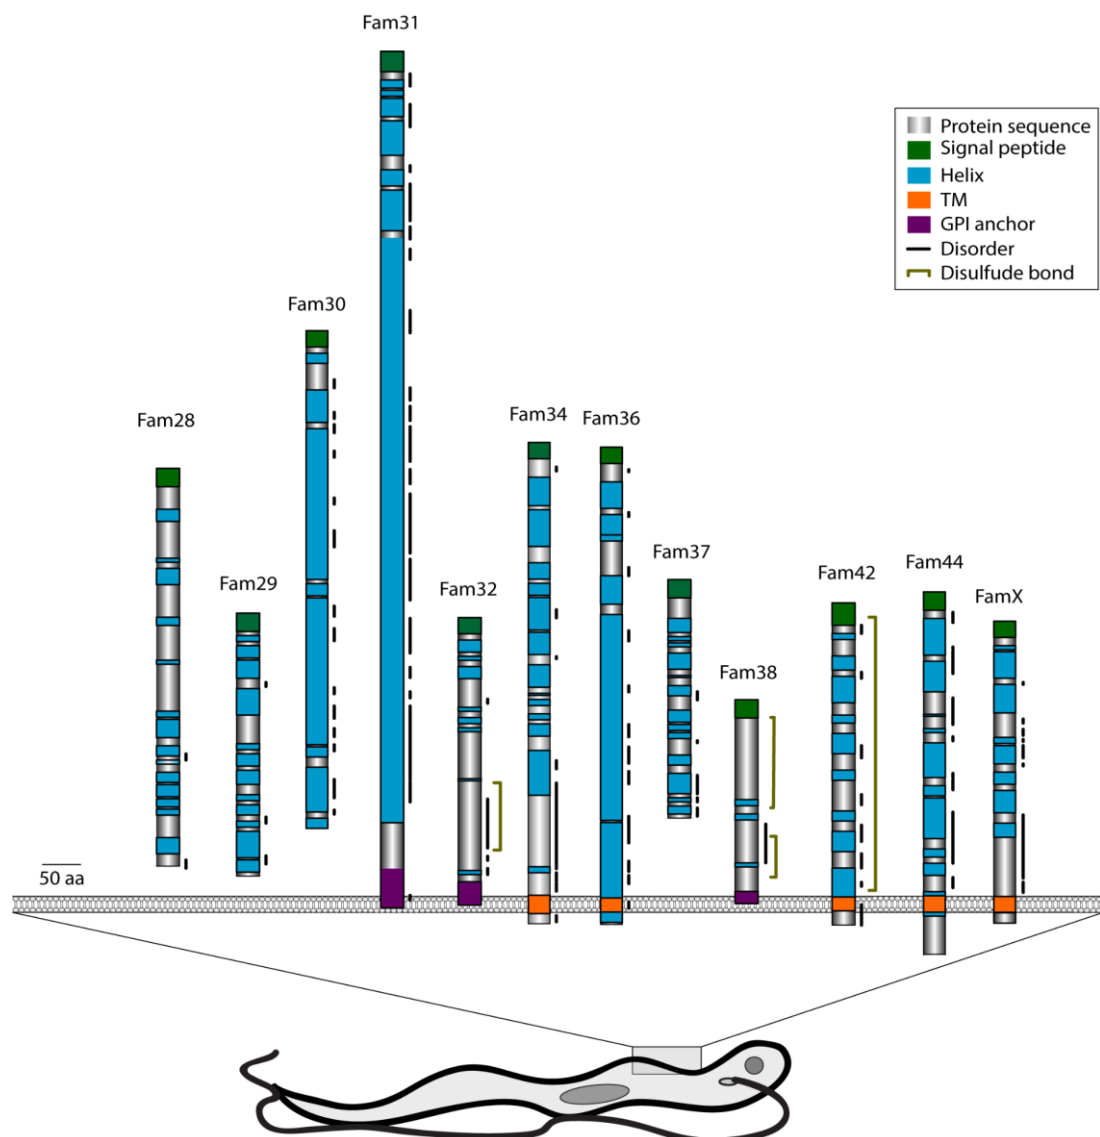 Fam31
Protein sequence
Signal peptide
Helix
TM
GPI anchor
Disorder
Disulfude bond
Fam30
Fam28
Fam34
Fam36
Fam37
Fam29
Fam32
Fam42
Fam44
FamX
Fam38
50 aa